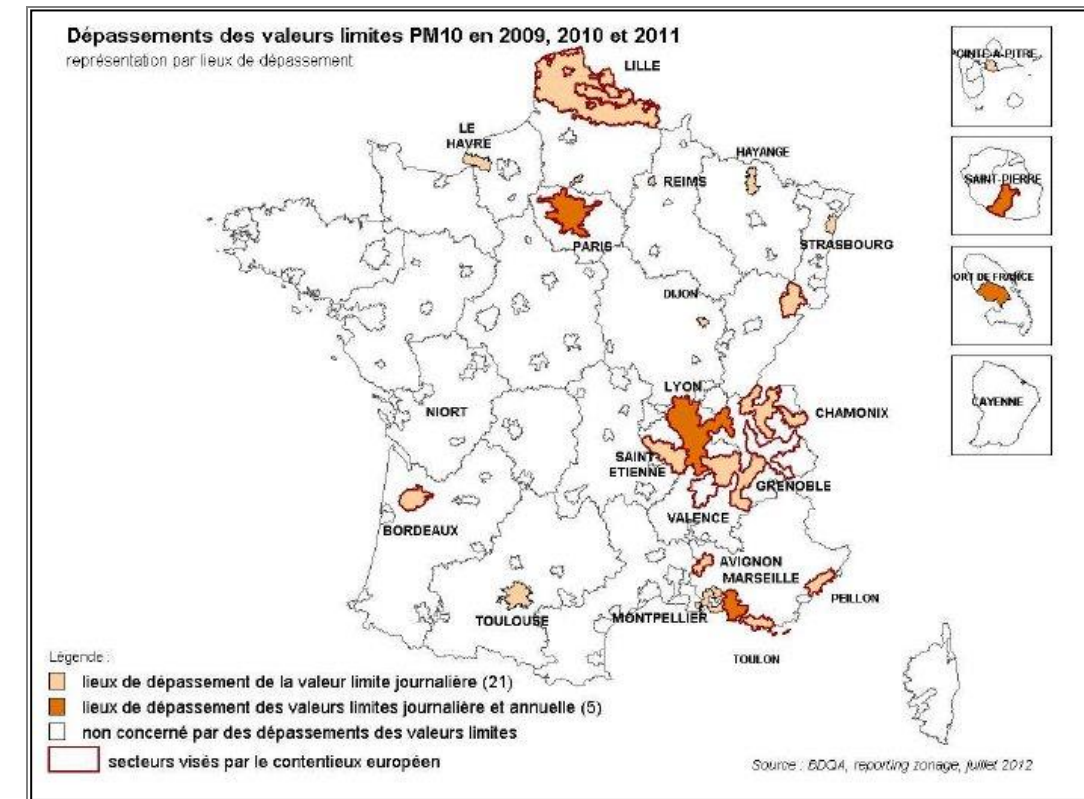 Dépassements des valeurs limites PM10 en 2009, 2010 et 2011
représentation par lieux de dépassement
LILLE
POINTE-A-PITRE
LE
HAVRE
HAYANGE
REIMS
SAINT-PIERRE
PARIS
STRASBOURG
ORT DE FRANCE
DIJON
LYON
CAYENNE
NIORT
CHAMONIX
SAINT-
ETIENNE
GRENOBLE
VALENCE
BORDEAUX
AVIGNON
MARSEILLE
PEILLON
TOULOUSE
MONTPELLIER
TOULON
Légende :
lieux de dépassement de la valeur limite journalière (21)
lieux de dépassement des valeurs limites journalière et annuelle (5)
non concerné par des dépassements des valeurs limites
secteurs visés par le contentieux européen
Source : BDQA, reporting zonage, juillet 2012